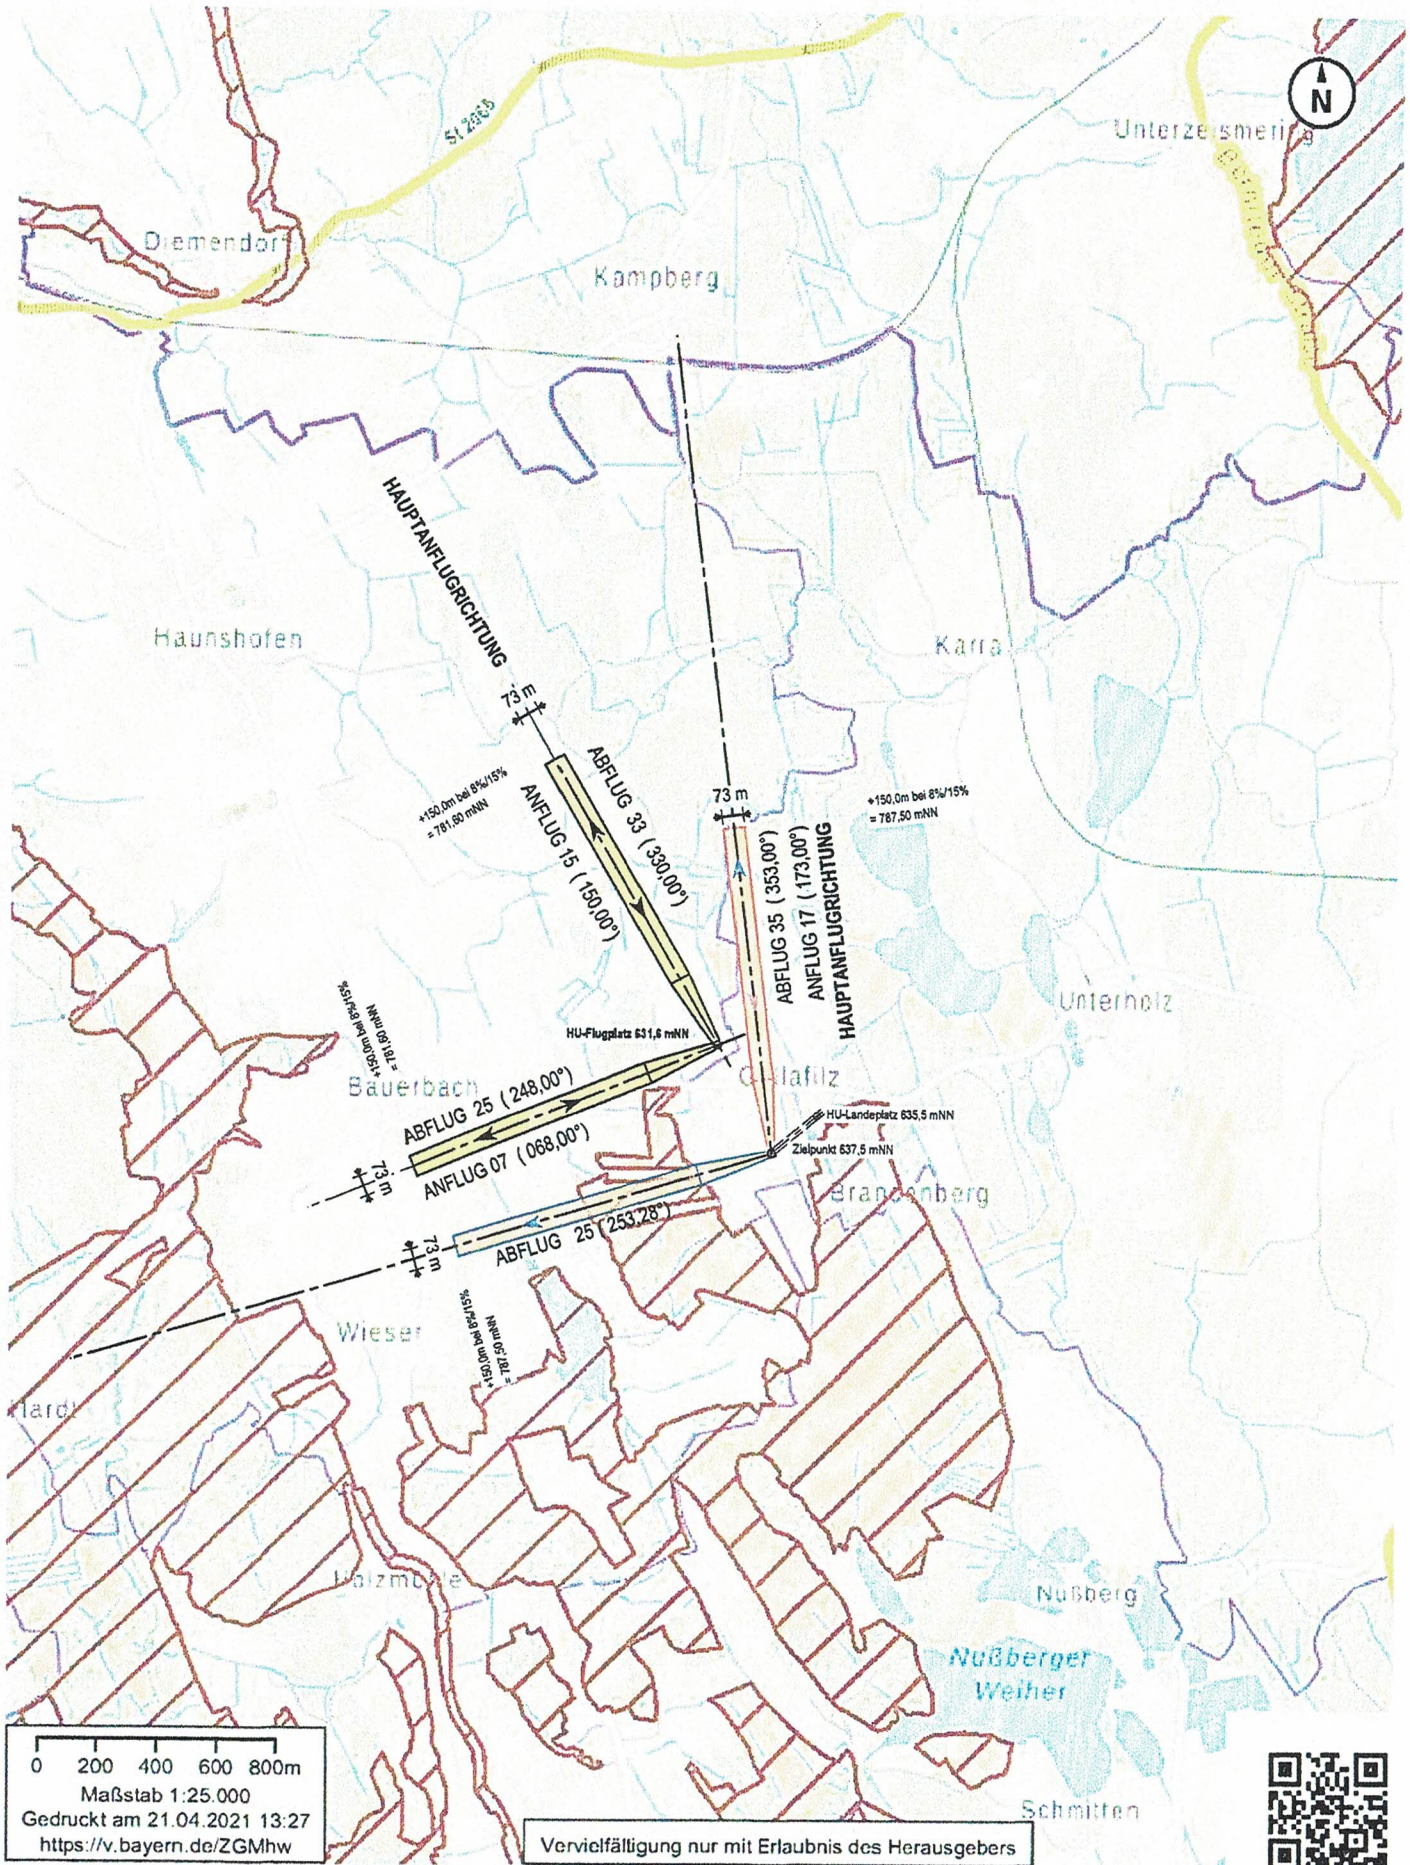 N
St 2066
Unterzeismering
Diemendorf
Kampberg
HAUPTANFLUGRICHTUNG
Haunshofen
Karra
73 m
ABFLUG 33 ( 330,00°)
ANFLUG 15 ( 150,00°)
+150,0m bei 8%/15%
= 781,60 mNN
73 m
+150,0m bei 8%/15%
= 787,50 mNN
ABFLUG 35 ( 353,00°)
ANFLUG 17 ( 173,00°)
HAUPTANFLUGRICHTUNG
Unterholz
+150,0m bei 8%/15%
= 781,60 mNN
HU-Flugplatz 631,6 mNN
Bauerbach
ABFLUG 25 ( 248,00°)
ANFLUG 07 ( 068,00°)
73 m
HU-Landeplatz 635,5 mNN
Zielpunkt 637,5 mNN
Brandenberg
ABFLUG 25 ( 253,28°)
73 m
+150,0m bei 8%/15%
= 787,50 mNN
Wieser
Hardt
Holzmühle
Nußberg
Nußberger
Weiher
Schmitten
0 200 400 600 800m
Maßstab 1:25.000
Gedruckt am 21.04.2021 13:27
https://v.bayern.de/ZGMhw
Vervielfältigung nur mit Erlaubnis des Herausgebers